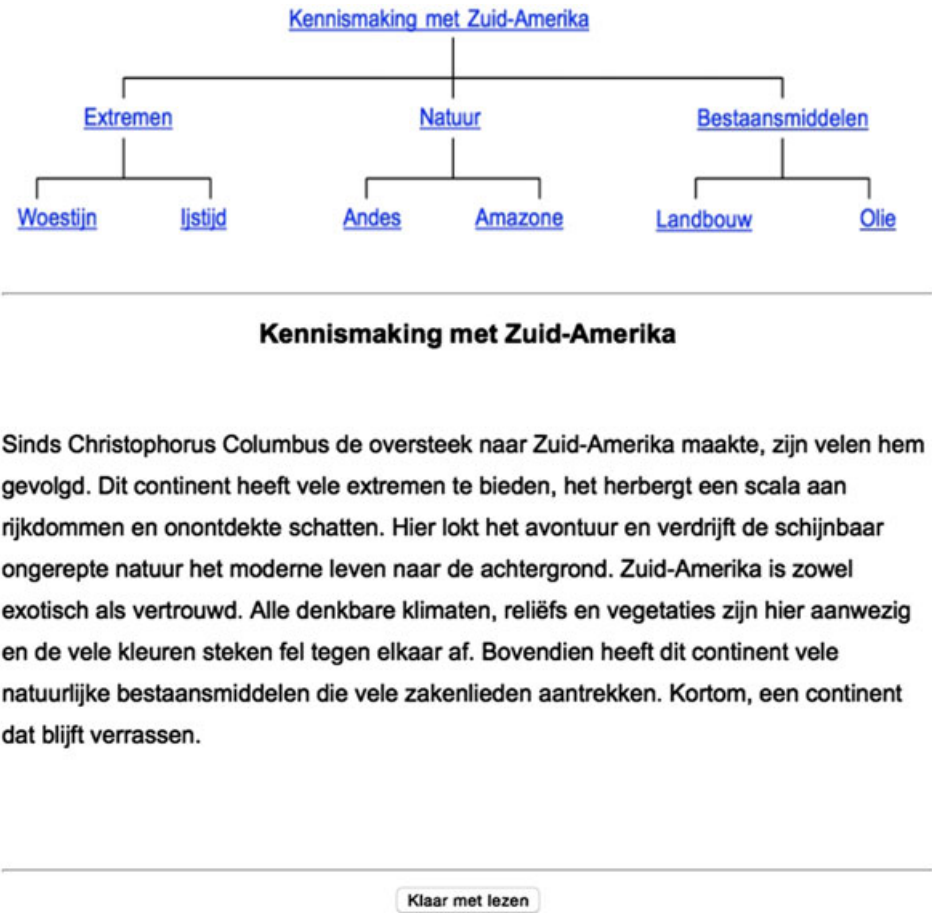 Kennismaking met Zuid-Amerika
Extremen Natuur Bestaansmiddelen
Woestijn Ijstijd Andes Amazone Landbouw Olie
Kennismaking met Zuid-Amerika
Sinds Christophorus Columbus de oversteek naar Zuid-Amerika maakte, zijn velen hem
gevolgd. Dit continent heeft vele extremen te bieden, het herbergt een scala aan
rijkdommen en onontdekte schatten. Hier lokt het avontuur en verdrijft de schijnbaar
ongerepte natuur het moderne leven naar de achtergrond. Zuid-Amerika is zowel
exotisch als vertrouwd. Alle denkbare klimaten, reliëfs en vegetaties zijn hier aanwezig
en de vele kleuren steken fel tegen elkaar af. Bovendien heeft dit continent vele
natuurlijke bestaansmiddelen die vele zakenlieden aantrekken. Kortom, een continent
dat blijft verrassen.
Klaar met lezen